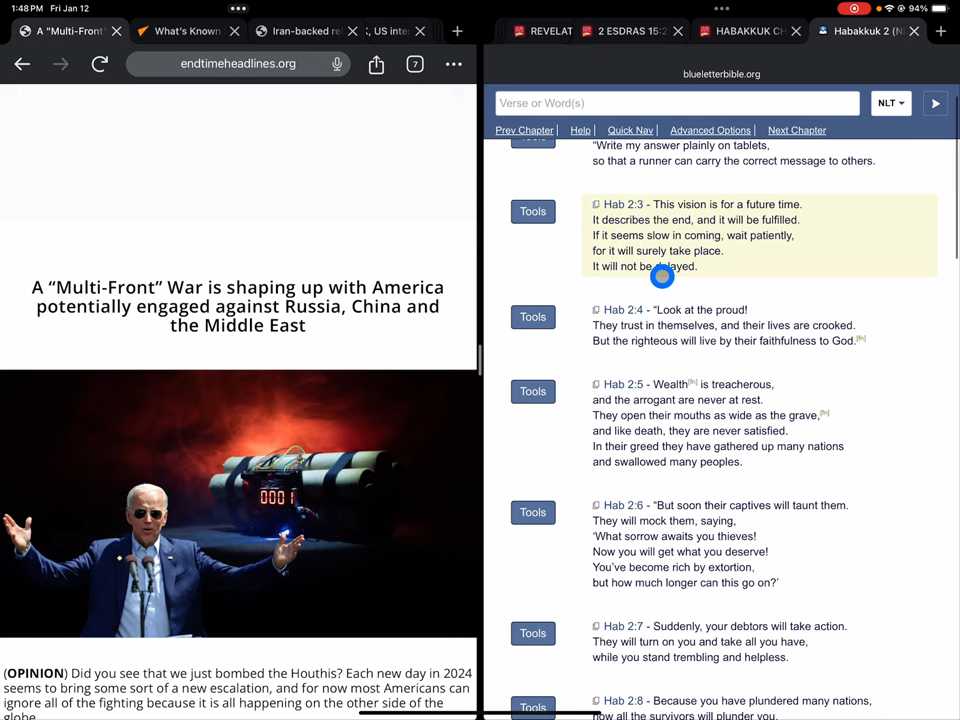 1:48 PM Fri Jan 12
94%
A "Multi-Front"
What's Known
Iran-backed re
, US inte
REVELAT
2 ESDRAS 15:2
HABAKKUK CH
Habakkuk 2 (N
endtimeheadlines.org
7
blueletterbible.org
Verse or Word(s)
NLT
Prev Chapter | Help | Quick Nav | Advanced Options | Next Chapter
A “Multi-Front” War is shaping up with America
potentially engaged against Russia, China and
the Middle East
0001
(OPINION) Did you see that we just bombed the Houthis? Each new day in 2024
seems to bring some sort of a new escalation, and for now most Americans can
ignore all of the fighting because it is all happening on the other side of the
globe
Tools
“Write my answer plainly on tablets,
so that a runner can carry the correct message to others.
Tools
Hab 2:3 - This vision is for a future time.
It describes the end, and it will be fulfilled.
If it seems slow in coming, wait patiently,
for it will surely take place.
It will not be delayed.
Tools
Hab 2:4 - “Look at the proud!
They trust in themselves, and their lives are crooked.
But the righteous will live by their faithfulness to God.[fn]
Tools
Hab 2:5 - Wealth[fn] is treacherous,
and the arrogant are never at rest.
They open their mouths as wide as the grave,[fn]
and like death, they are never satisfied.
In their greed they have gathered up many nations
and swallowed many peoples.
Tools
Hab 2:6 - “But soon their captives will taunt them.
They will mock them, saying,
‘What sorrow awaits you thieves!
Now you will get what you deserve!
You’ve become rich by extortion,
but how much longer can this go on?’
Tools
Hab 2:7 - Suddenly, your debtors will take action.
They will turn on you and take all you have,
while you stand trembling and helpless.
Tools
Hab 2:8 - Because you have plundered many nations,
now all the survivors will plunder you.